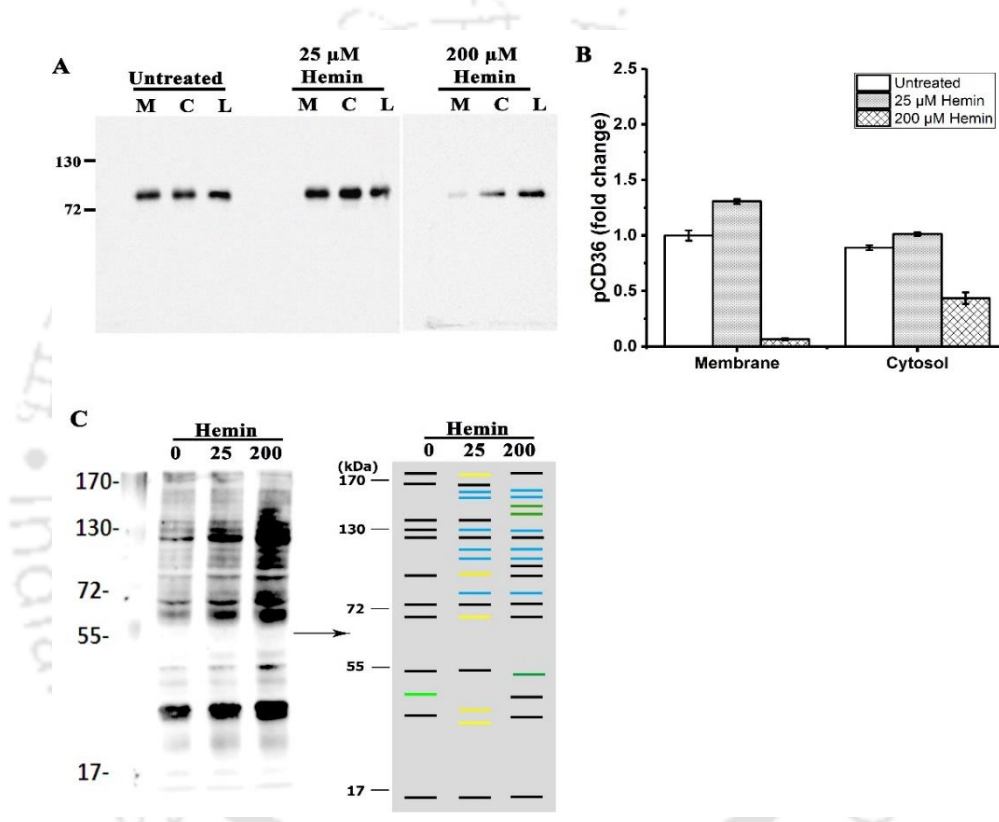 A
Untreated
M C L
25 µM
Hemin
M C L
200 µM
Hemin
M C L
130
72
B
2.5
2.0
1.5
1.0
0.5
0.0
pCD36 (fold change)
Untreated
25 µM Hemin
200 µM Hemin
Membrane
Cytosol
C
Hemin
0 25 200
170-
130-
72-
55-
17-
Hemin
(kDa) 0 25 200
170
130
72
55
17